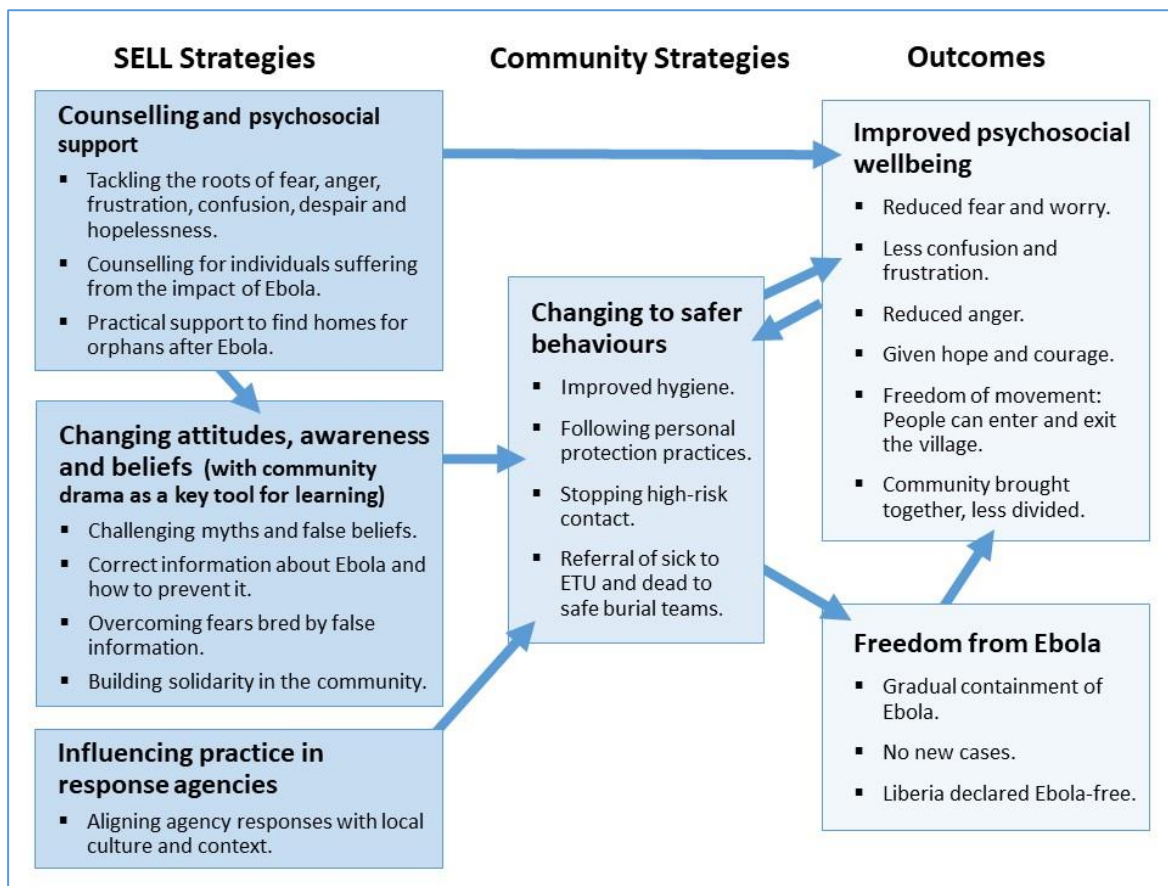 SELL Strategies
Counselling and psychosocial
support
▪ Tackling the roots of fear, anger,
frustration, confusion, despair and
hopelessness.
▪ Counselling for individuals suffering
from the impact of Ebola.
▪ Practical support to find homes for
orphans after Ebola.
Changing attitudes, awareness
and beliefs (with community
drama as a key tool for learning)
▪ Challenging myths and false beliefs.
▪ Correct information about Ebola and
how to prevent it.
▪ Overcoming fears bred by false
information.
▪ Building solidarity in the community.
Influencing practice in
response agencies
▪ Aligning agency responses with local
culture and context.
Community Strategies
Changing to safer
behaviours
▪ Improved hygiene.
▪ Following personal
protection practices.
▪ Stopping high-risk
contact.
▪ Referral of sick to
ETU and dead to
safe burial teams.
Outcomes
Improved psychosocial
wellbeing
▪ Reduced fear and worry.
▪ Less confusion and
frustration.
▪ Reduced anger.
▪ Given hope and courage.
▪ Freedom of movement:
People can enter and exit
the village.
▪ Community brought
together, less divided.
Freedom from Ebola
▪ Gradual containment of
Ebola.
▪ No new cases.
▪ Liberia declared Ebola-free.